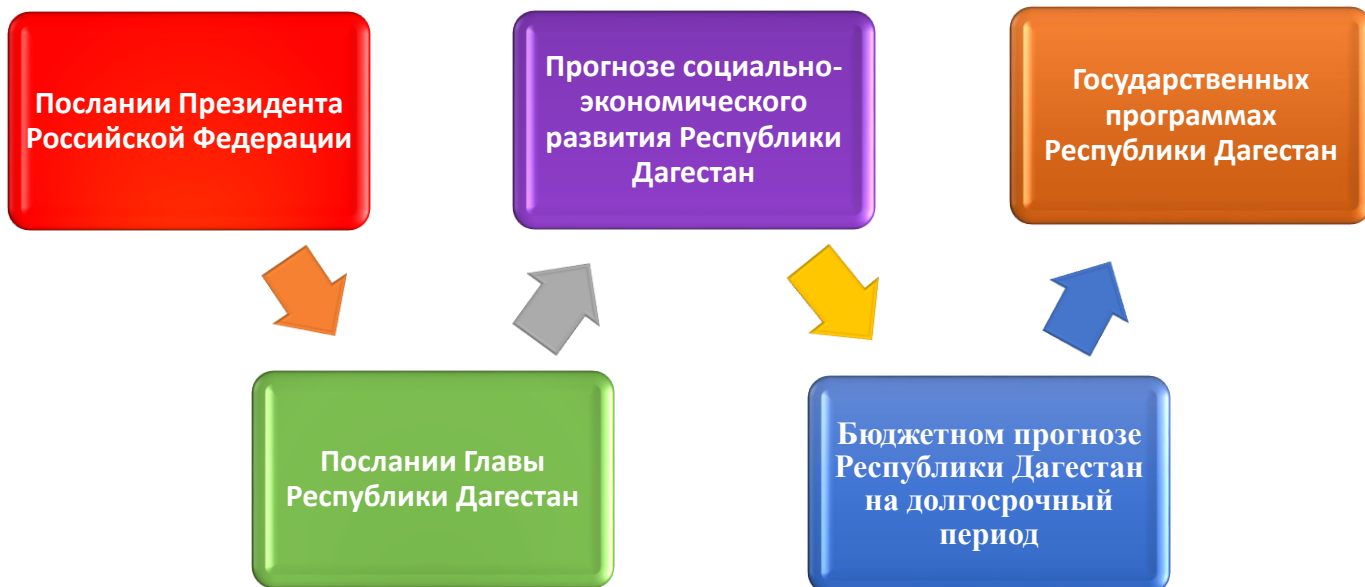 Послании Президента
Российской Федерации
Послании Главы
Республики Дагестан
Прогнозе социально-
экономического
развития Республики
Дагестан
Бюджетном прогнозе
Республики Дагестан
на долгосрочный
период
Государственных
программах
Республики Дагестан